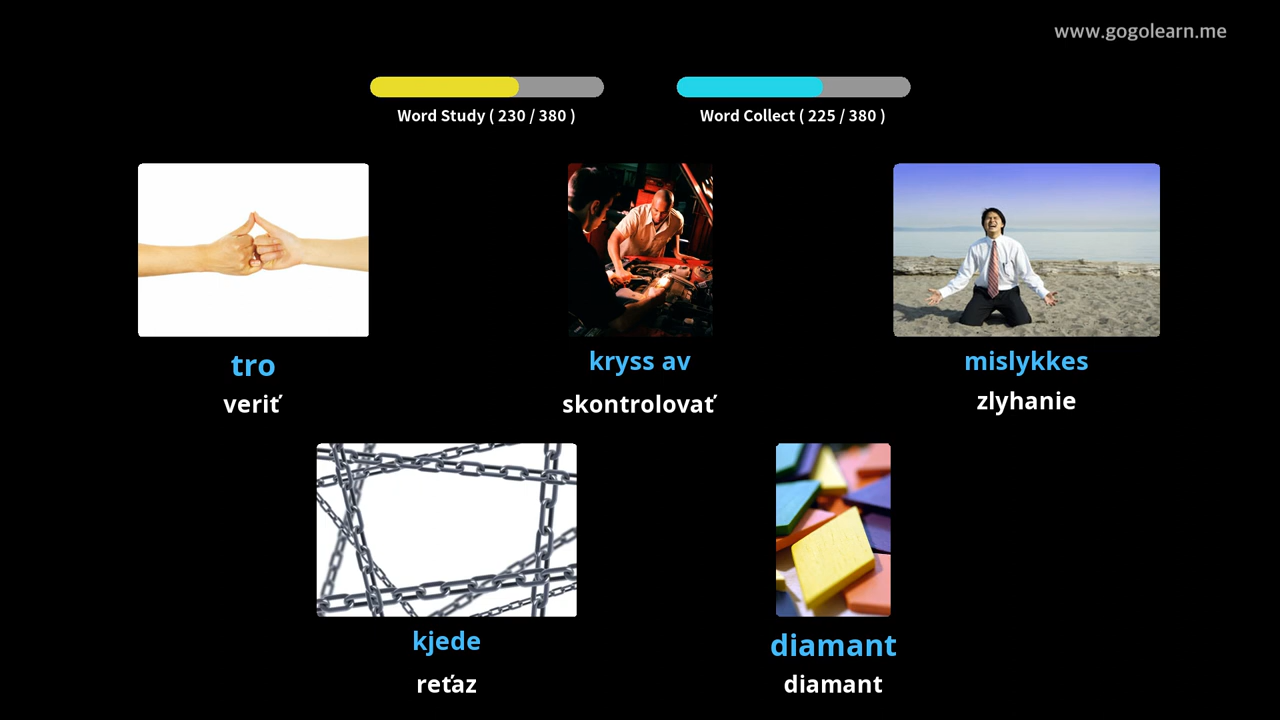 www.gogolearn.me
Word Study ( 230 / 380 )
Word Collect ( 225 / 380 )
tro
veriť
kryss av
skontrolovať
mislykkes
zlyhanie
kjede
reťaz
diamant
diamant